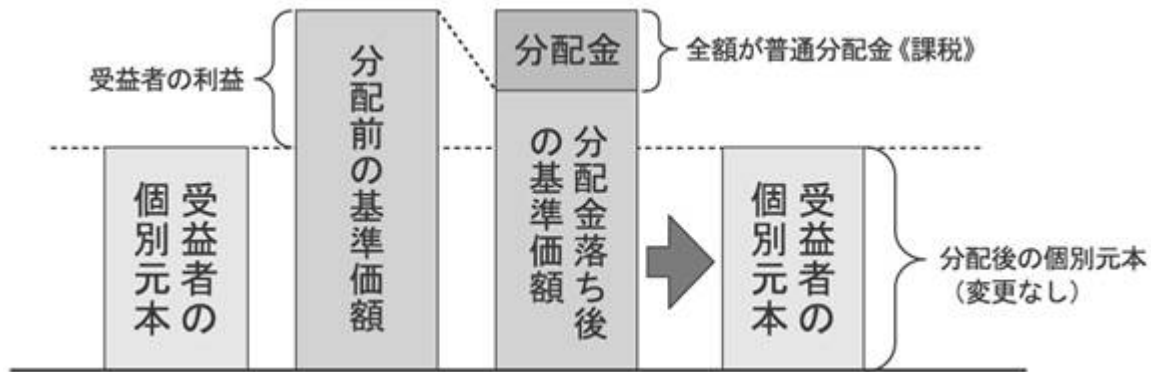 受益者の利益
受益者の
個別元本
分配前の基準価額
分配金
全額が普通分配金《課税》
分配金落ち後
の基準価額
受益者の
個別元本
分配後の個別元本
（変更なし）